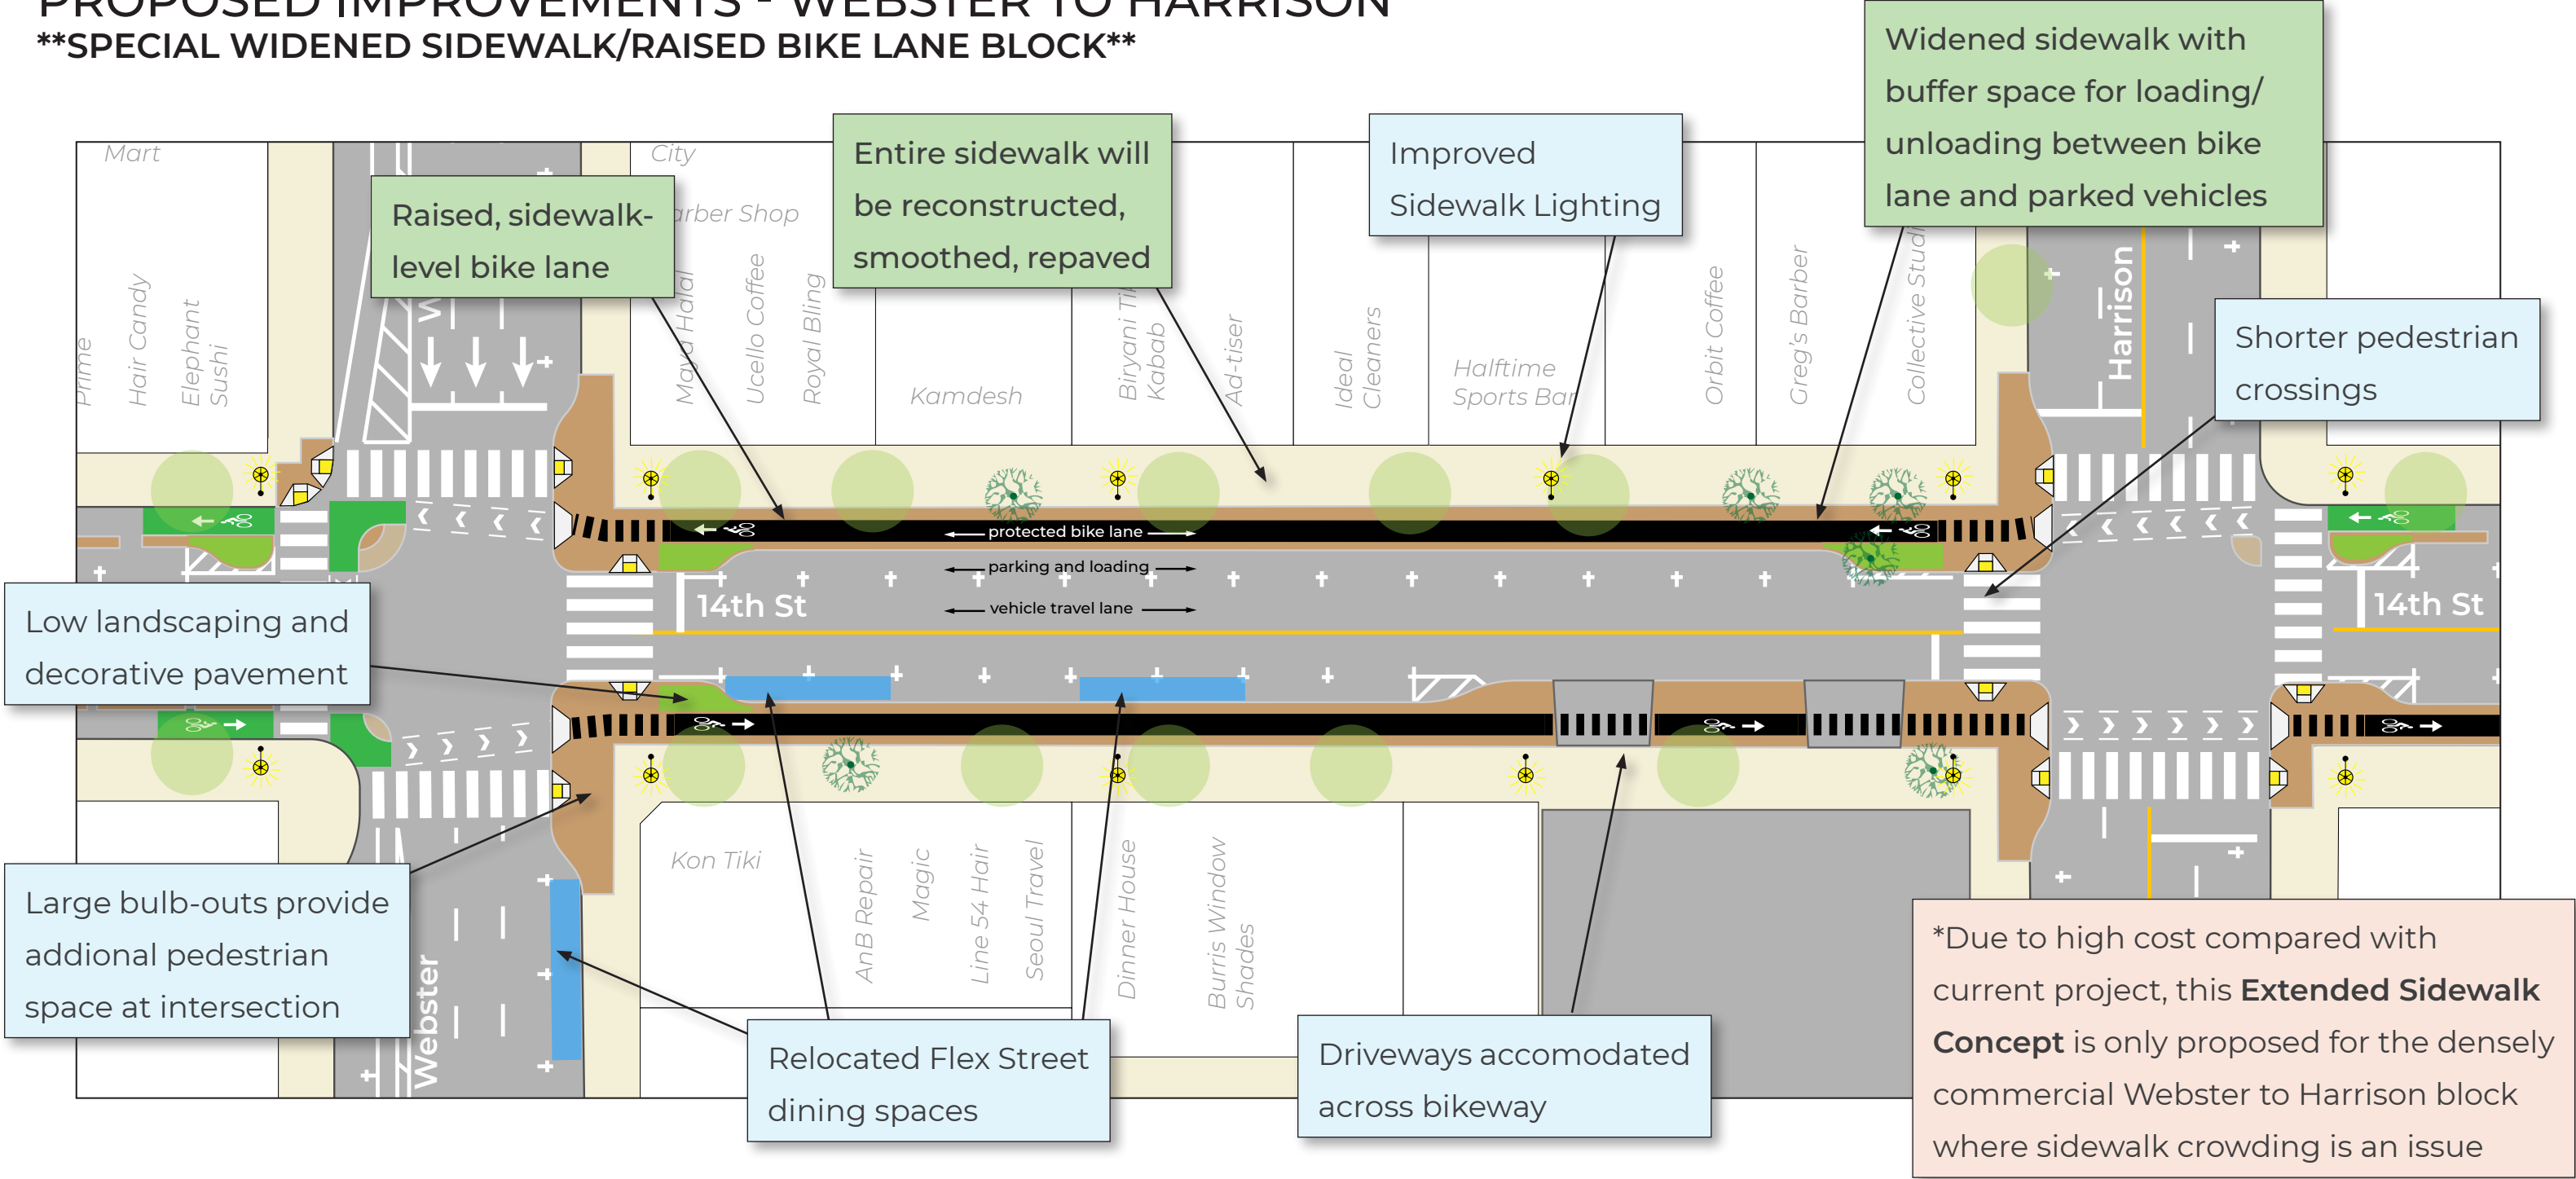 PROPOSED IMPROVEMENTS - WEBSTER TO HARRISON
**SPECIAL WIDENED SIDEWALK/RAISED BIKE LANE BLOCK**
Widened sidewalk with
buffer space for loading/
unloading between bike
lane and parked vehicles
Entire sidewalk will
be reconstructed,
smoothed, repaved
Improved
Sidewalk Lighting
Raised, sidewalk-
level bike lane
Shorter pedestrian
crossings
Mart
Prime
Hair Candy
Elephant
Sushi
City
Barber Shop
Maya Halal
Ucello Coffee
Royal Bling
Kamdesh
Biryani
Kabab
Ad-tiser
Ideal
Cleaners
Halftime
Sports Bar
Orbit Coffee
Greg's Barber
Collective
Harrison
protected bike lane
parking and loading
vehicle travel lane
14th St
14th St
Low landscaping and
decorative pavement
Large bulb-outs provide
addional pedestrian
space at intersection
Webster
Kon Tiki
AnB Repair
Magic
Line 54 Hair
Seoul Travel
Dinner House
Burris Window
Shades
Relocated Flex Street
dining spaces
Driveways accomodated
across bikeway
*Due to high cost compared with
current project, this Extended Sidewalk
Concept is only proposed for the densely
commercial Webster to Harrison block
where sidewalk crowding is an issue